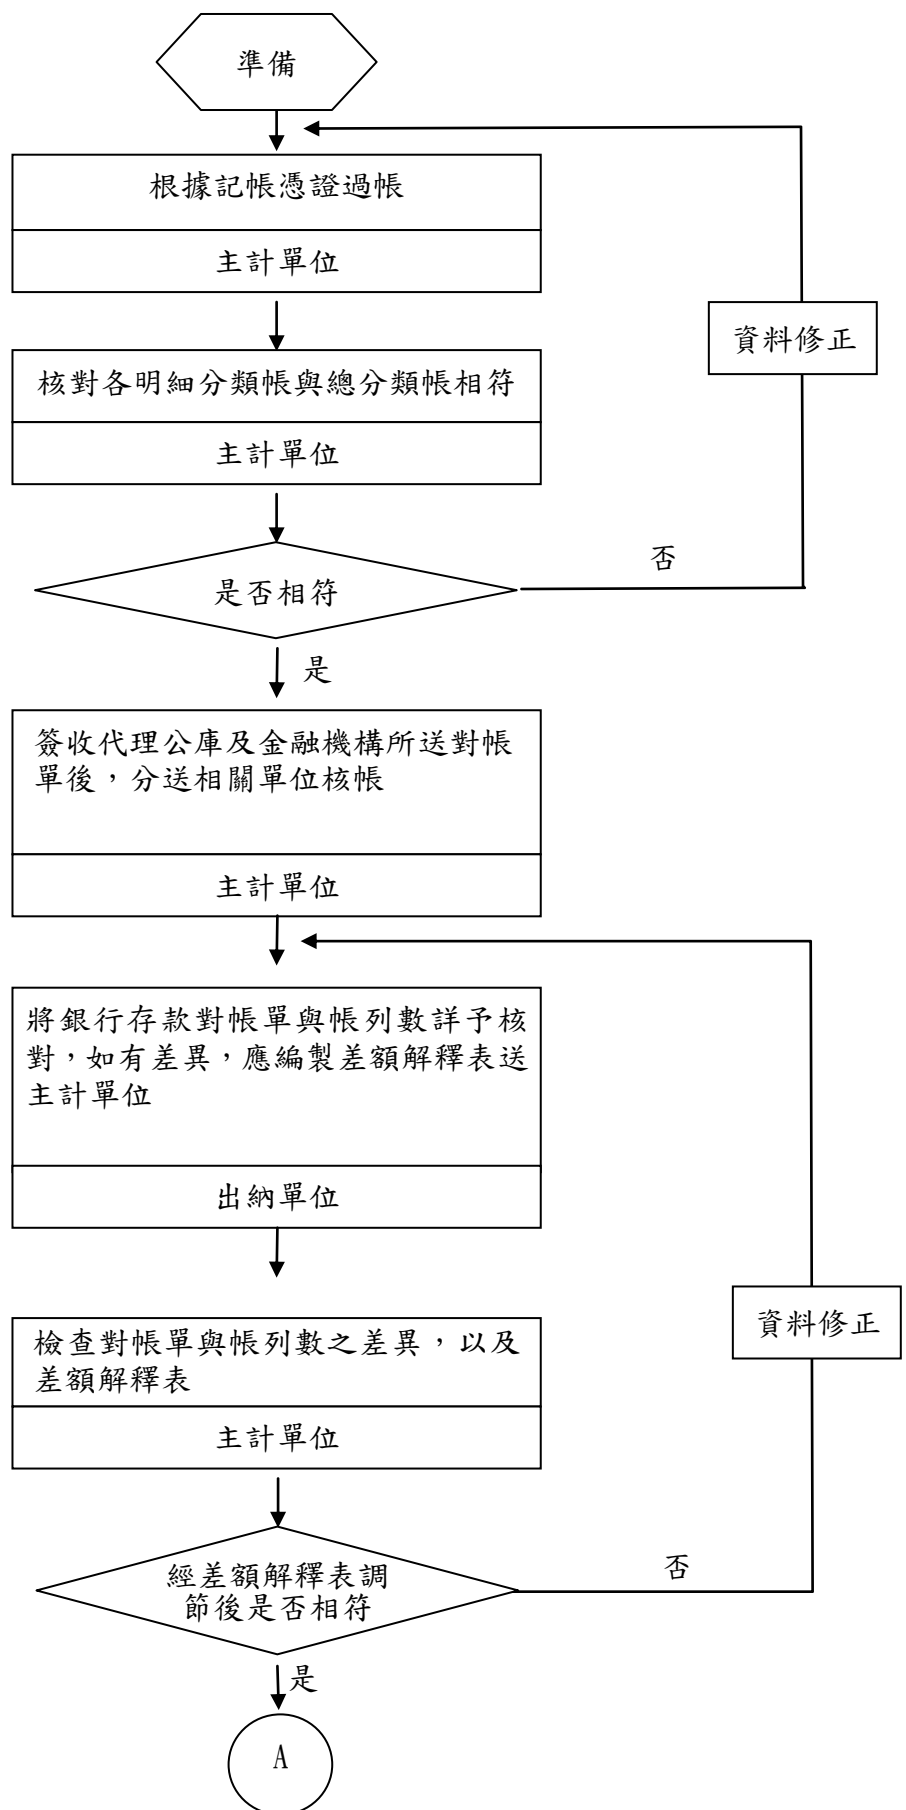 準備
根據記帳憑證過帳
主計單位
資料修正
核對各明細分類帳與總分類帳相符
主計單位
否
是否相符
是
簽收代理公庫及金融機構所送對帳
單後，分送相關單位核帳
主計單位
將銀行存款對帳單與帳列數詳予核
對，如有差異，應編製差額解釋表送
主計單位
出納單位
資料修正
檢查對帳單與帳列數之差異，以及
差額解釋表
主計單位
否
經差額解釋表調
節後是否相符
是
A